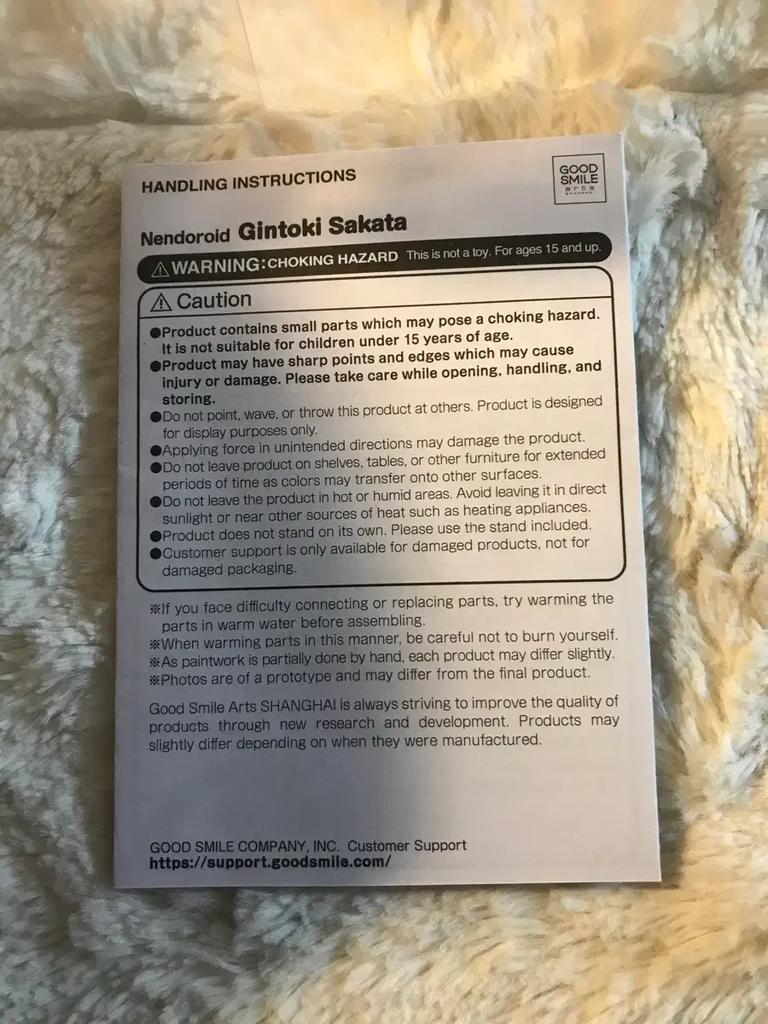 HANDLING INSTRUCTIONS
GOOD
SMILE
arts
Nendoroid Gintoki Sakata
⚠WARNING:CHOKING HAZARD This is not a toy. For ages 15 and up.
⚠ Caution
●Product contains small parts which may pose a choking hazard.
It is not suitable for children under 15 years of age.
●Product may have sharp points and edges which may cause
injury or damage. Please take care while opening, handling, and
storing.
●Do not point, wave, or throw this product at others. Product is designed
for display purposes only.
●Applying force in unintended directions may damage the product.
●Do not leave product on shelves, tables, or other furniture for extended
periods of time as colors may transfer onto other surfaces.
●Do not leave the product in hot or humid areas. Avoid leaving it in direct
sunlight or near other sources of heat such as heating appliances.
●Product does not stand on its own. Please use the stand included.
●Customer support is only available for damaged products, not for
damaged packaging.
※If you face difficulty connecting or replacing parts, try warming the
parts in warm water before assembling.
※When warming parts in this manner, be careful not to burn yourself.
※As paintwork is partially done by hand, each product may differ slightly.
※Photos are of a prototype and may differ from the final product.
Good Smile Arts SHANGHAI is always striving to improve the quality of
products through new research and development. Products may
slightly differ depending on when they were manufactured.
GOOD SMILE COMPANY, INC. Customer Support
https://support.goodsmile.com/